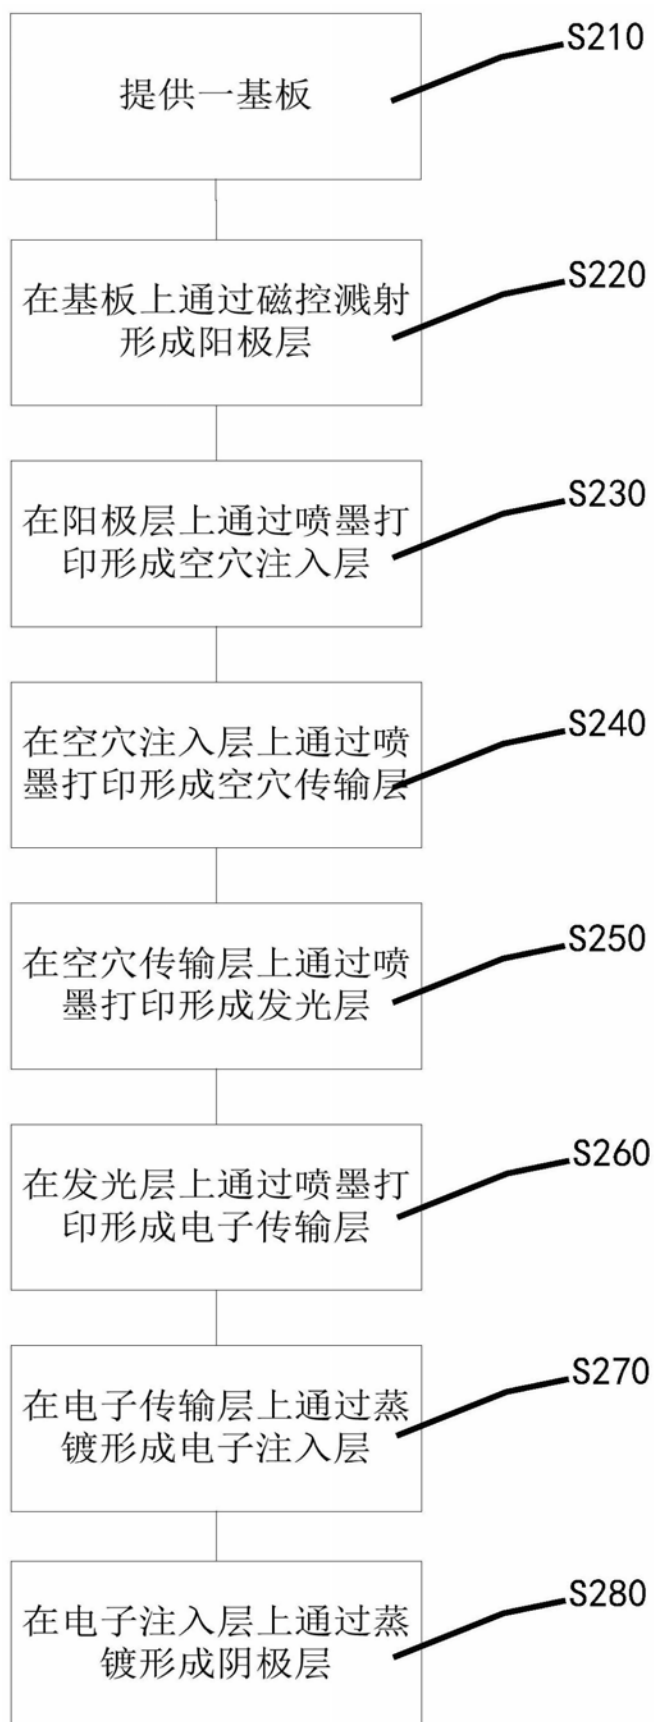 S210
提供一基板
S220
在基板上通过磁控溅射
形成阳极层
S230
在阳极层上通过喷墨打
印形成空穴注入层
S240
在空穴注入层上通过喷
墨打印形成空穴传输层
S250
在空穴传输层上通过喷
墨打印形成发光层
S260
在发光层上通过喷墨打
印形成电子传输层
S270
在电子传输层上通过蒸
镀形成电子注入层
S280
在电子注入层上通过蒸
镀形成阴极层